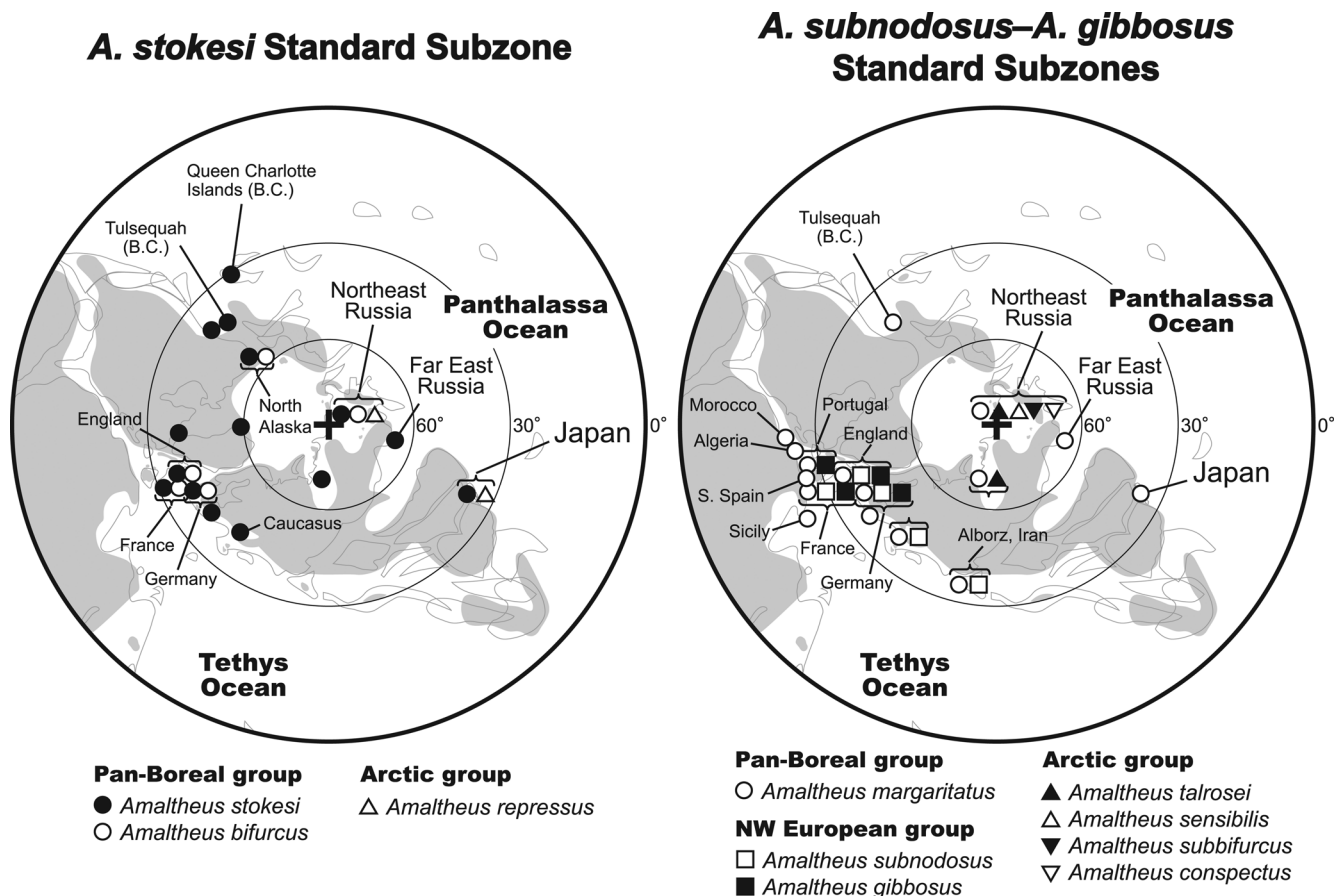 A. stokesi Standard Subzone
Queen Charlotte
Islands (B.C.)
Tulsequah
(B.C.)
Northeast
Russia
Panthalassa
Ocean
Far East
Russia
North
Alaska
England
60°
30°
0°
Japan
Caucasus
France
Germany
Tethys
Ocean
Pan-Boreal group
Amaltheus stokesi
Amaltheus bifurcus
Arctic group
Amaltheus repressus
A. subnodosus–A. gibbosus
Standard Subzones
Tulsequah
(B.C.)
Northeast
Russia
Panthalassa
Ocean
Far East
Russia
Morocco
Portugal
Algeria
England
60°
30°
0°
Japan
S. Spain
Sicily
France
Alborz, Iran
Germany
Tethys
Ocean
Pan-Boreal group
Amaltheus margaritatus
NW European group
Amaltheus subnodosus
Amaltheus gibbosus
Arctic group
Amaltheus talrosei
Amaltheus sensibilis
Amaltheus subbifurcus
Amaltheus conspectus